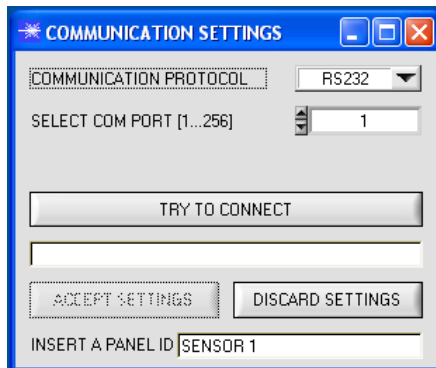 COMMUNICATION SETTINGS
COMMUNICATION PROTOCOL RS232
SELECT COM PORT [1...256] 1
TRY TO CONNECT
ACCEPT SETTINGS DISCARD SETTINGS
INSERT A PANEL ID SENSOR 1